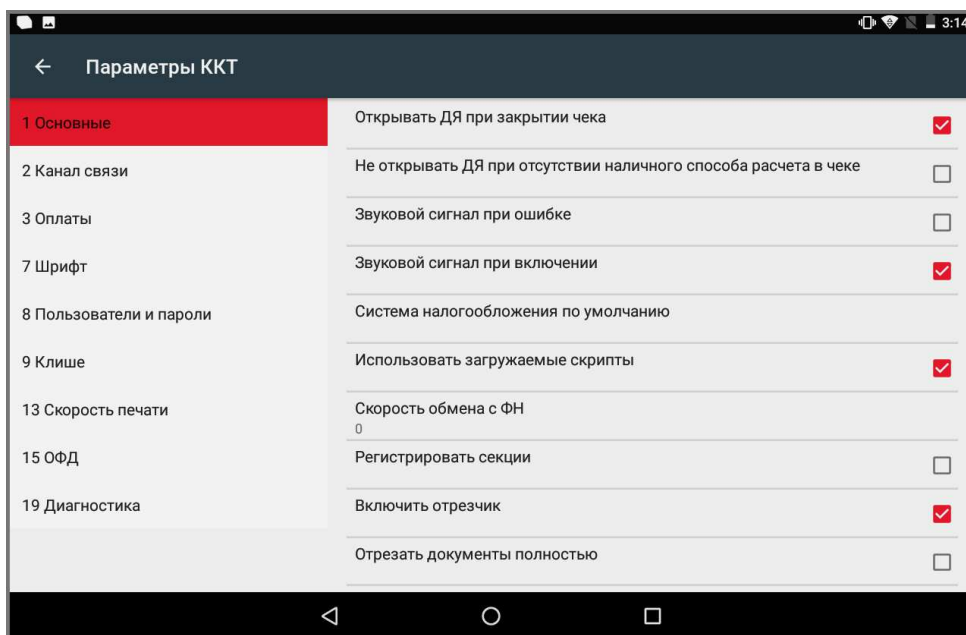 3:14
Параметры ККТ
1 Основные
2 Канал связи
3 Оплаты
7 Шрифт
8 Пользователи и пароли
9 Клише
13 Скорость печати
15 ОФД
19 Диагностика
Открывать ДЯ при закрытии чека
Не открывать ДЯ при отсутствии наличного способа расчета в чеке
Звуковой сигнал при ошибке
Звуковой сигнал при включении
Система налогообложения по умолчанию
Использовать загружаемые скрипты
Скорость обмена с ФН
0
Регистрировать секции
Включить отрезчик
Отрезать документы полностью